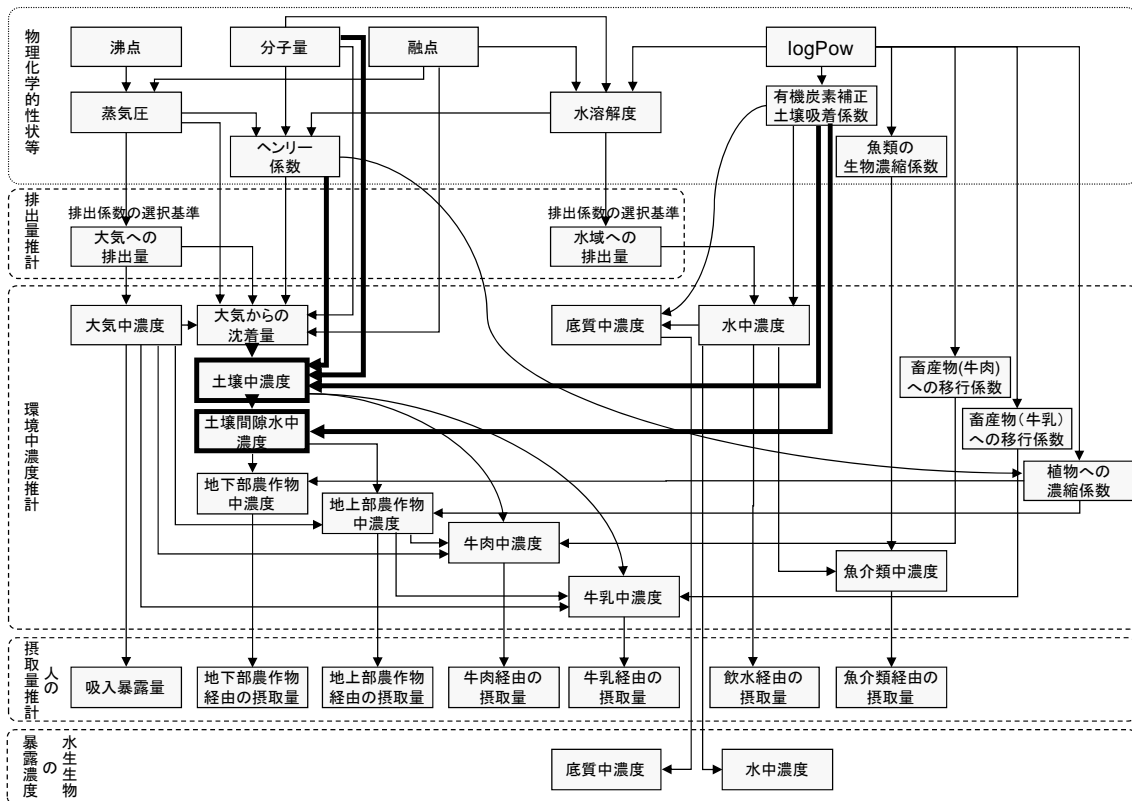 物理化学的性状等
沸点
分子量
融点
logPow
蒸気圧
水溶解度
有機炭素補正
土壌吸着係数
ヘンリー
係数
魚類の
生物濃縮係数
排出量推計
排出係数の選択基準
大気への
排出量
排出係数の選択基準
水域への
排出量
環境中濃度推計
大気中濃度
大気からの
沈着量
底質中濃度
水中濃度
土壌中濃度
畜産物(牛肉)
への移行係数
土壌間隙水中
濃度
畜産物(牛乳)
への移行係数
地下部農作物
中濃度
植物への
濃縮係数
地上部農作物
中濃度
牛肉中濃度
魚介類中濃度
牛乳中濃度
人の
摂取量推計
吸入暴露量
地下部農作物
経由の摂取量
地上部農作物
経由の摂取量
牛肉経由の
摂取量
牛乳経由の
摂取量
飲水経由の
摂取量
魚介類経由の
摂取量
水生生物
の
暴露濃度
底質中濃度
水中濃度